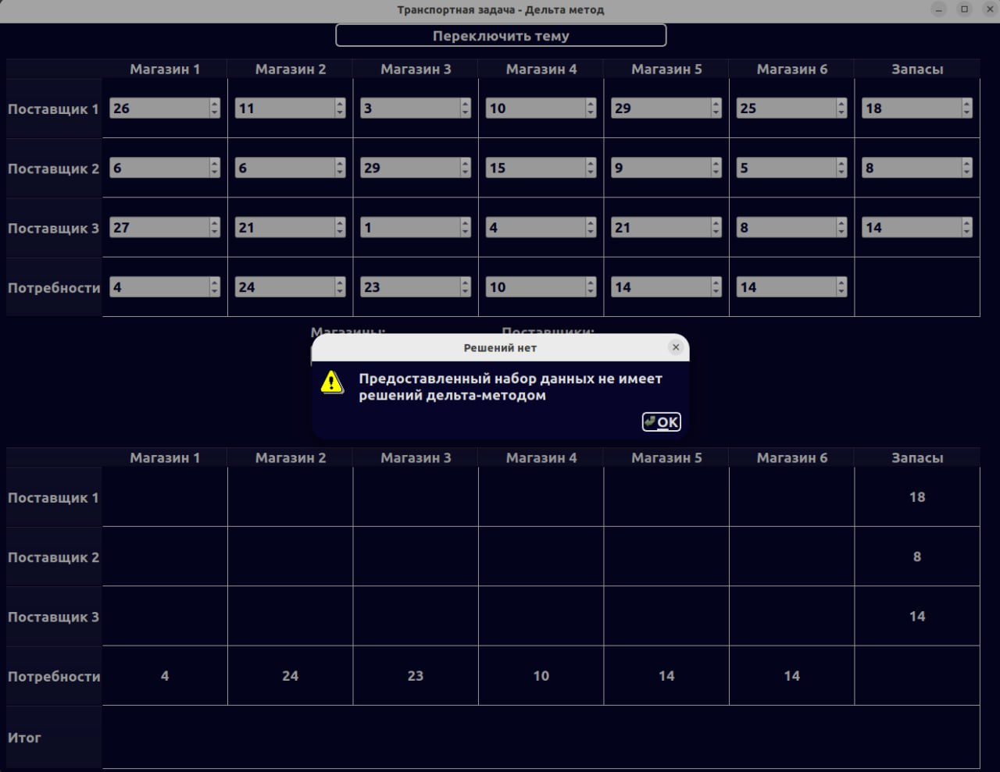 Транспортная задача - Дельта метод
Переключить тему
Магазин 1 Магазин 2 Магазин 3 Магазин 4 Магазин 5 Магазин 6 Запасы
Поставщик 1 26 11 3 10 29 25 18
Поставщик 2 6 6 29 15 9 5 8
Поставщик 3 27 21 1 4 21 8 14
Потребности 4 24 23 10 14 14
Магазины: Поставщики:
Решений нет
Предоставленный набор данных не имеет
решений дельта-методом
OK
Магазин 1 Магазин 2 Магазин 3 Магазин 4 Магазин 5 Магазин 6 Запасы
Поставщик 1 18
Поставщик 2 8
Поставщик 3 14
Потребности 4 24 23 10 14 14
Итог